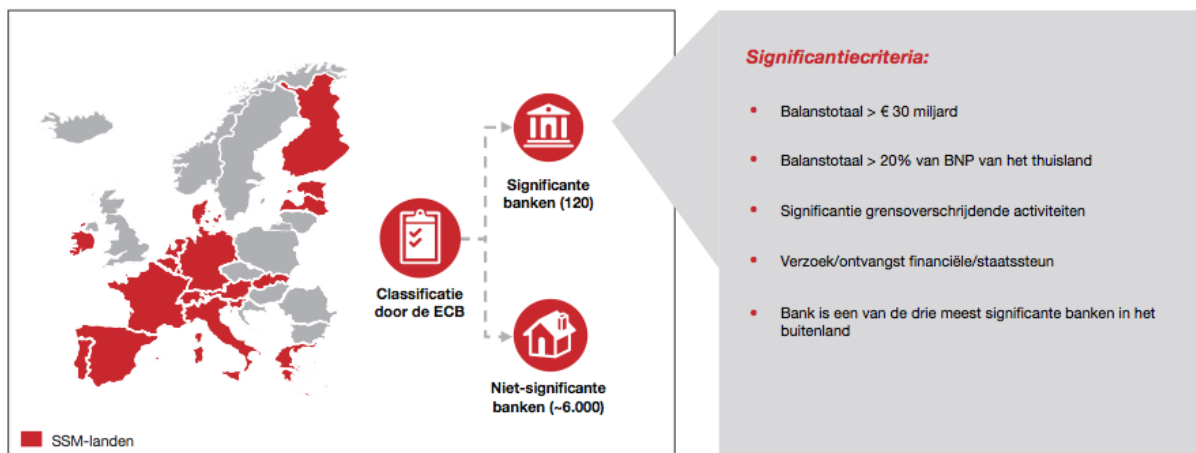 Significante
banken (120)
Classificatie
door de ECB
Niet-significante
banken (~6.000)
SSM-landen
Significantiecriteria:
• Balanstotaal > € 30 miljard
• Balanstotaal > 20% van BNP van het thuisland
• Significantie grensoverschrijdende activiteiten
• Verzoek/ontvangst financiële/staatssteun
• Bank is een van de drie meest significante banken in het
buitenland